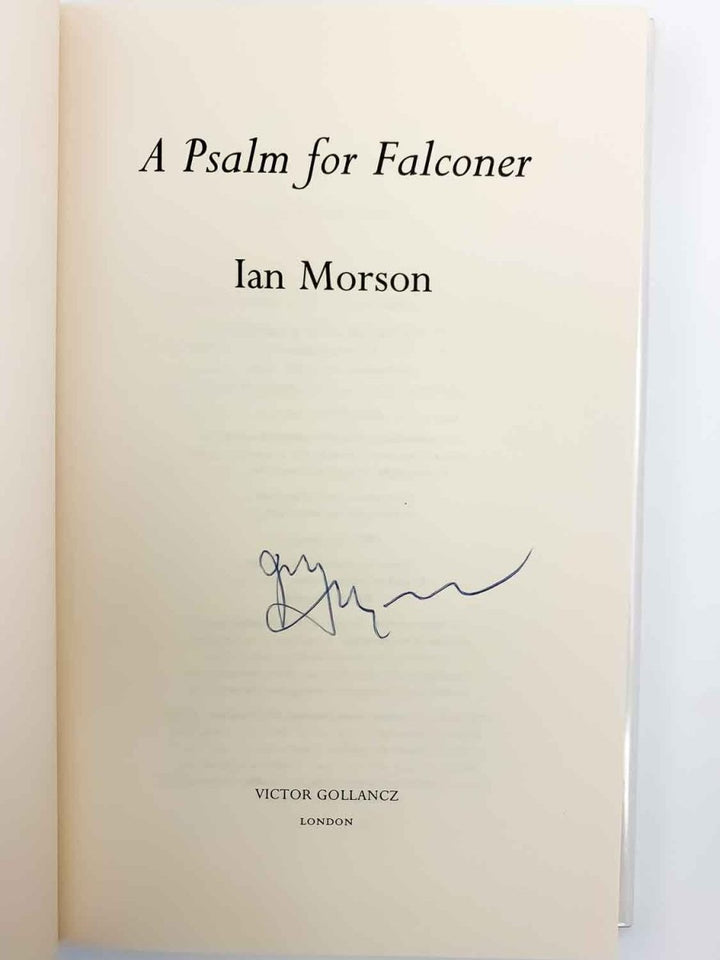 A Psalm for Falconer
Ian Morson
VICTOR GOLLANCZ
LONDON